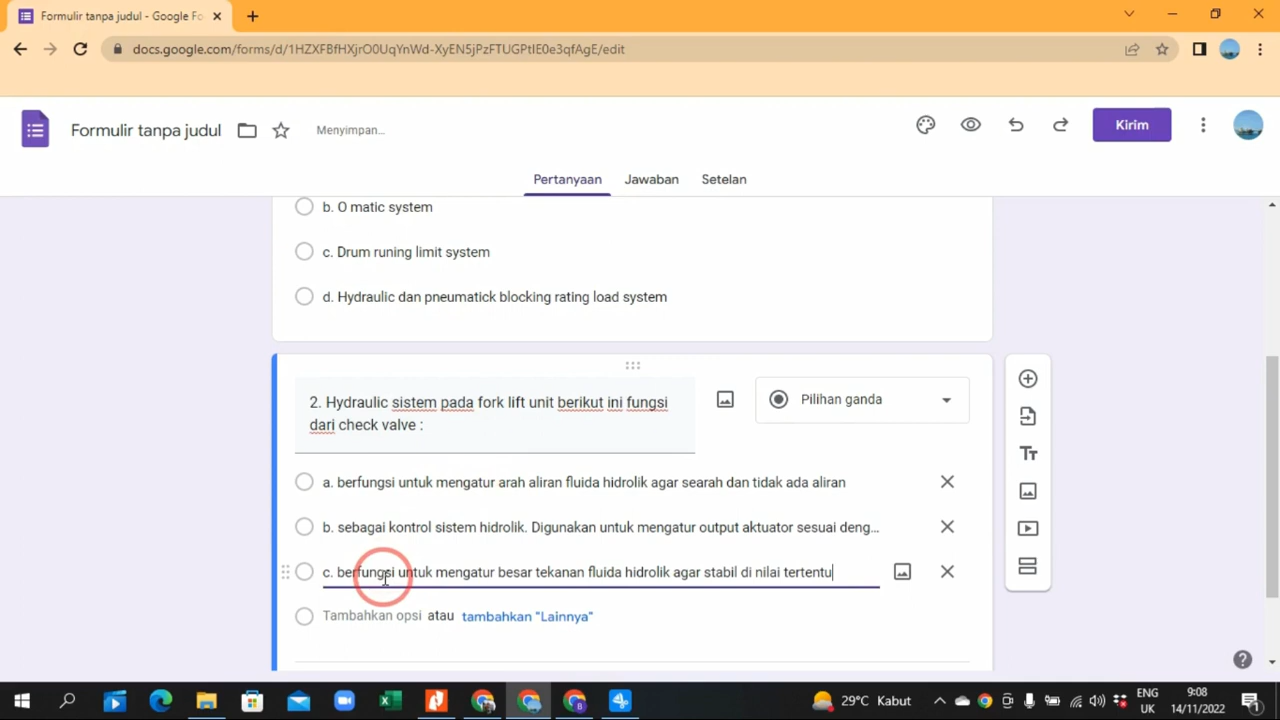 Formulir tanpa judul - Google Fo
docs.google.com/forms/d/1HZXFBfHXjrO0UqYnWd-XyEN5jPzFTUGPtIE0e3qfAgE/edit
Formulir tanpa judul
Menyimpan...
Kirim
Pertanyaan
Jawaban
Setelan
b. O matic system
c. Drum runing limit system
d. Hydraulic dan pneumatick blocking rating load system
2. Hydraulic sistem pada fork lift unit berikut ini fungsi
dari check valve :
Pilihan ganda
a. berfungsi untuk mengatur arah aliran fluida hidrolik agar searah dan tidak ada aliran
b. sebagai kontrol sistem hidrolik. Digunakan untuk mengatur output aktuator sesuai deng...
c. berfungsi untuk mengatur besar tekanan fluida hidrolik agar stabil di nilai tertentu
Tambahkan opsi atau tambahkan "Lainnya"
29°C Kabut
ENG
UK
9:08
14/11/2022